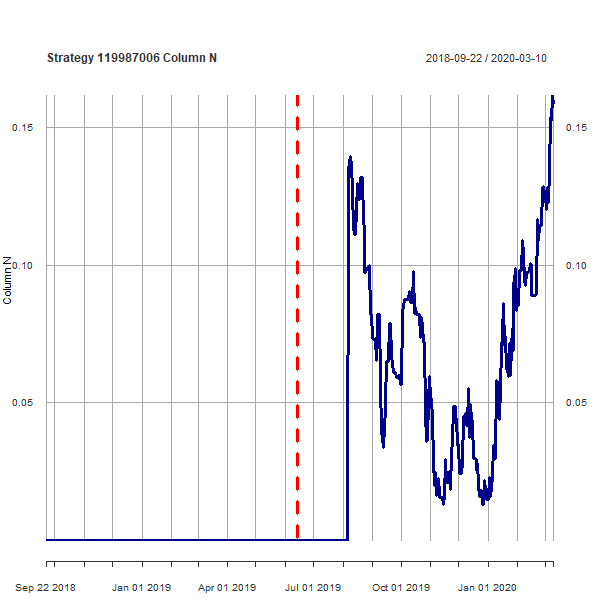 Strategy 119987006 Column N
2018-09-22 / 2020-03-10
0.15
0.15
0.10
0.10
Column N
0.05
0.05
Sep 22 2018
Jan 01 2019
Apr 01 2019
Jul 01 2019
Oct 01 2019
Jan 01 2020